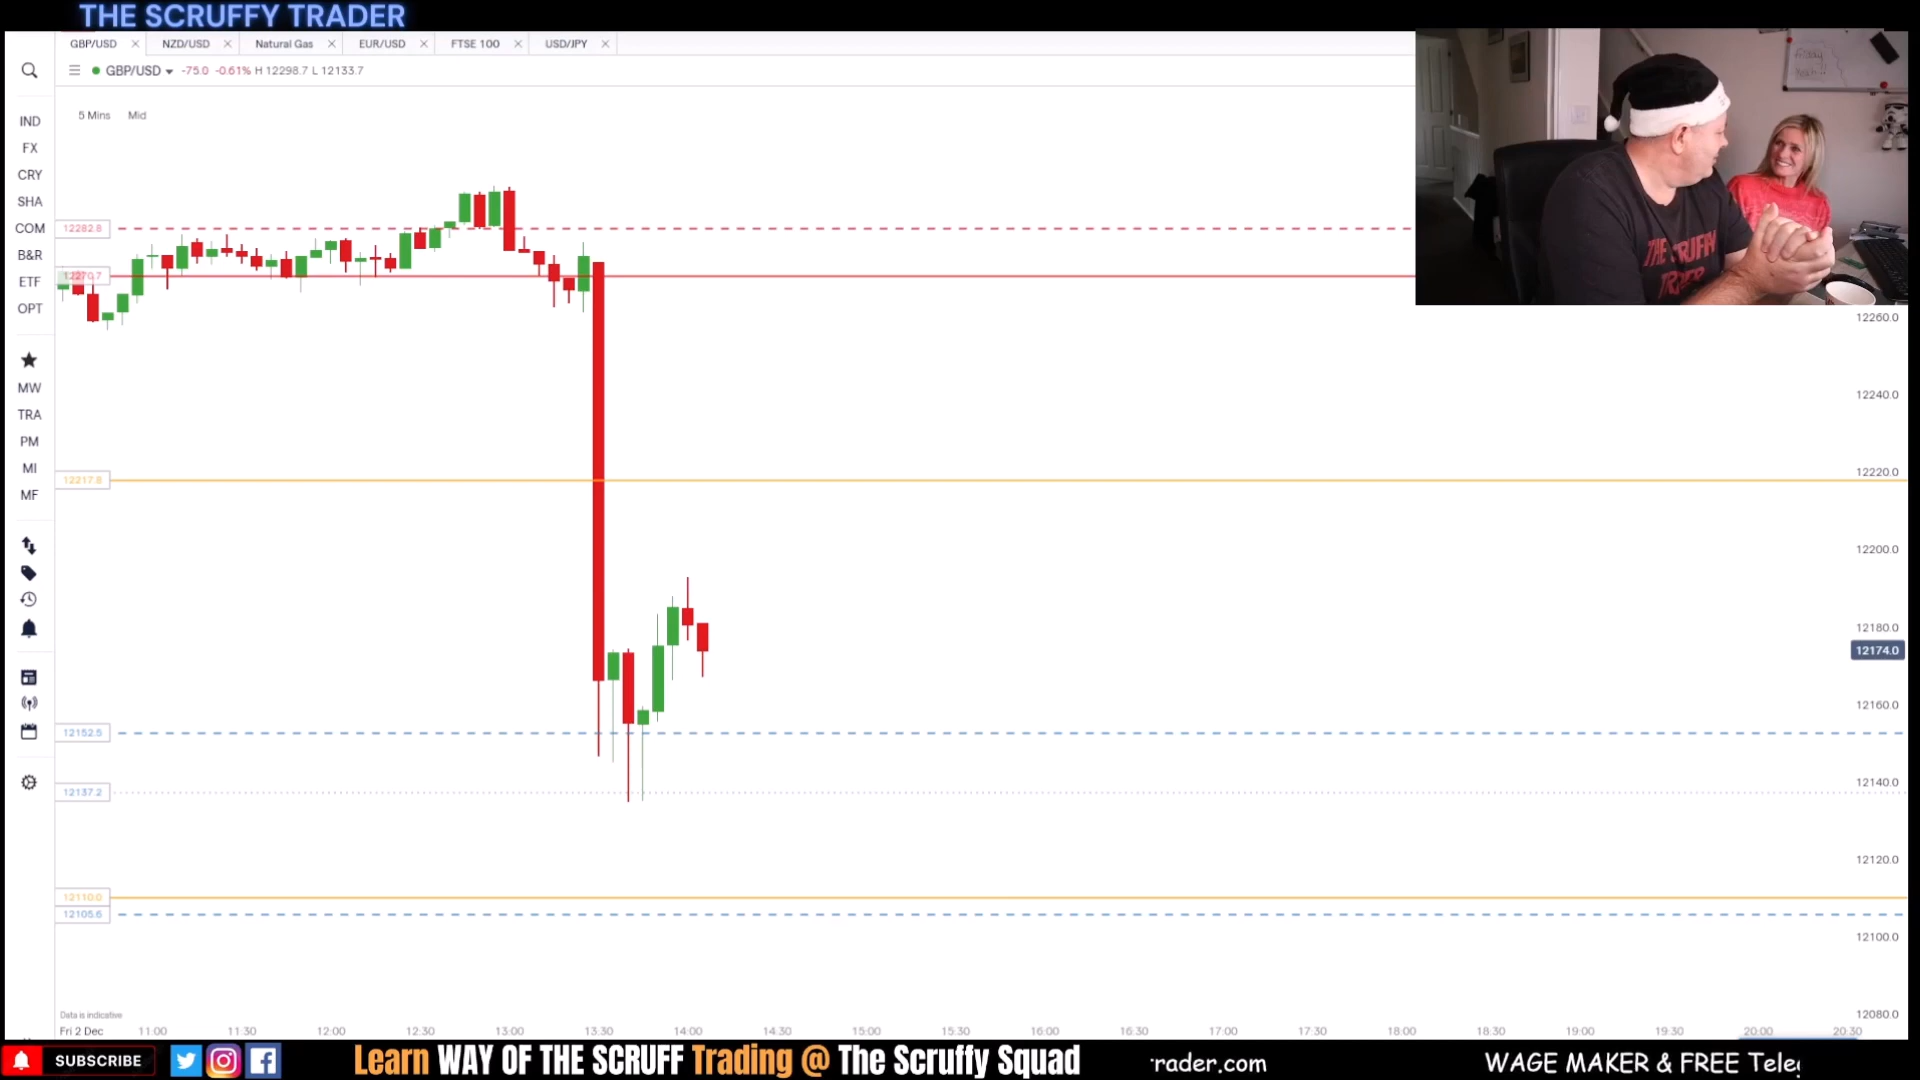 THE SCRUFFY TRADER
GBP/USD × NZD/USD × Natural Gas × EUR/USD × FTSE 100 × USD/JPY ×
GBP/USD -75.0 -0.61% H 12298.7 L 12133.7
5 Mins Mid
IND
FX
CRY
SHA
COM
B&R
ETF
OPT
MW
TRA
PM
MI
MF
12282.8
12270.7
12217.8
12152.5
12137.2
12110.0
12105.6
12260.0
12240.0
12220.0
12200.0
12180.0
12174.0
12160.0
12140.0
12120.0
12100.0
12080.0
THE SCRUFFY
TRADER
Data is indicative
Fri 2 Dec 11:00 11:30 12:00 12:30 13:00 13:30 14:00 14:30 15:00 15:30 16:00 16:30 17:00 17:30 18:00 18:30 19:00 19:30 20:00 20:30
SUBSCRIBE
Learn WAY OF THE SCRUFF Trading @ The Scruffy Squad
rader.com
WAGE MAKER & FREE Tele